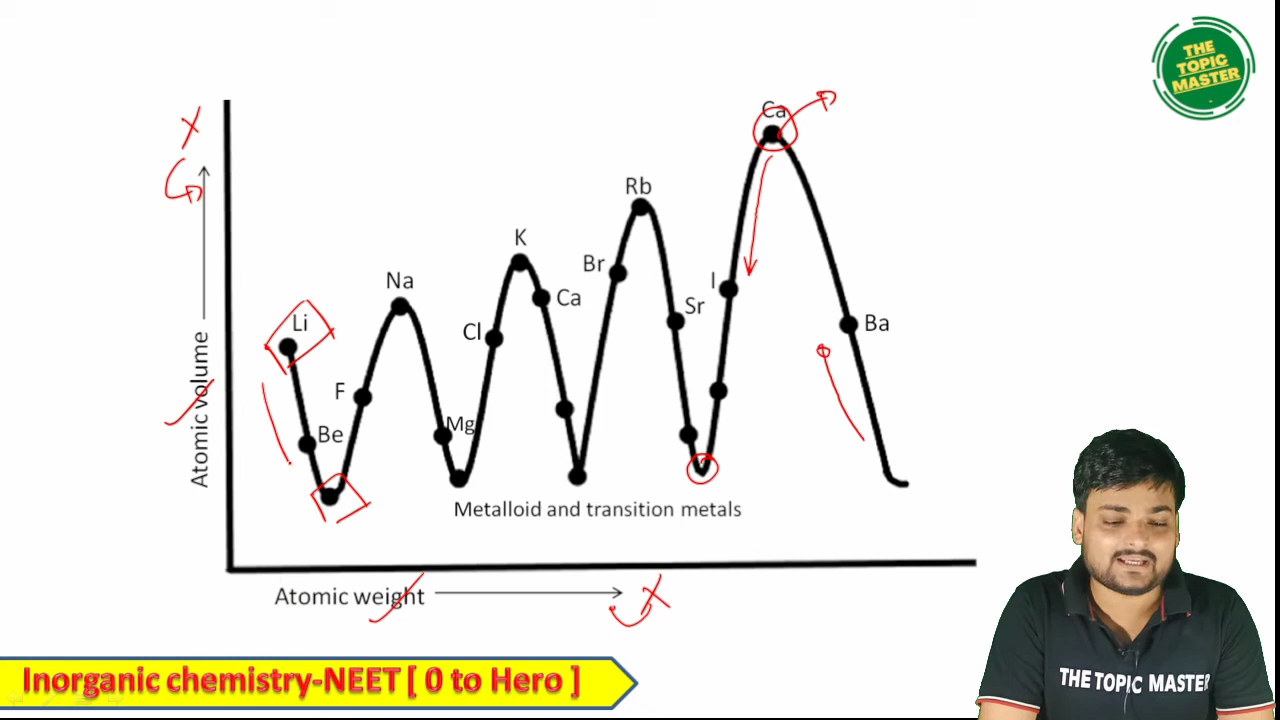 THE
TOPIC
MASTER
X
Ca
Rb
K
Br
Na
I
Ca
Sr
Li
Cl
Ba
F
Be
Mg
Atomic volume
Metalloid and transition metals
Atomic weight
X
THE TOPIC MASTER
Inorganic chemistry-NEET [ 0 to Hero ]